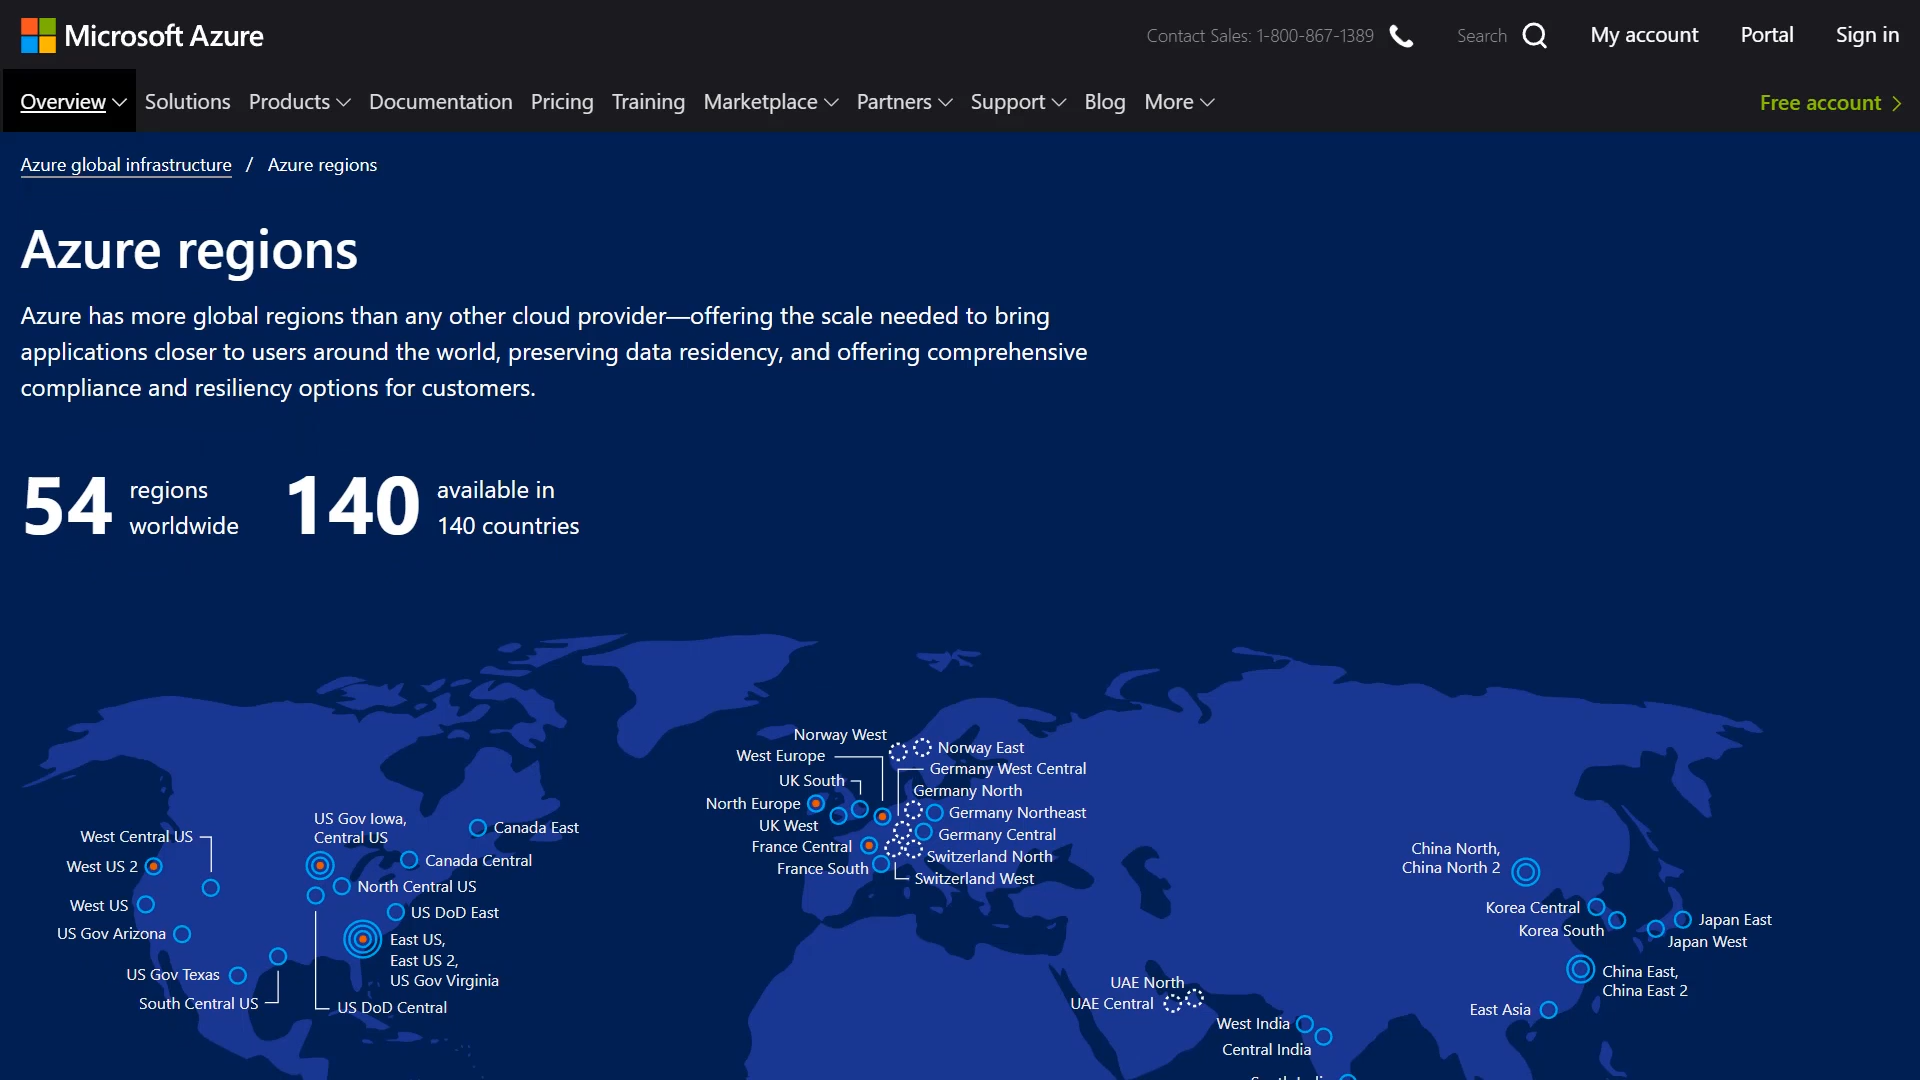 Microsoft Azure
Contact Sales: 1-800-867-1389
Search
My account
Portal
Sign in
Overview
Solutions
Products
Documentation
Pricing
Training
Marketplace
Partners
Support
Blog
More
Free account
Azure global infrastructure / Azure regions
Azure regions
Azure has more global regions than any other cloud provider—offering the scale needed to bring
applications closer to users around the world, preserving data residency, and offering comprehensive
compliance and resiliency options for customers.
54 regions
worldwide
140 available in
140 countries
West Central US
West US 2
West US
US Gov Arizona
US Gov Texas
South Central US
US Gov Iowa,
Central US
Canada East
Canada Central
North Central US
US DoD East
East US,
East US 2,
US Gov Virginia
US DoD Central
Norway West
West Europe
UK South
North Europe
UK West
France Central
France South
Norway East
Germany West Central
Germany North
Germany Northeast
Germany Central
Switzerland North
Switzerland West
UAE North
UAE Central
West India
Central India
China North,
China North 2
Korea Central
Korea South
Japan East
Japan West
China East,
China East 2
East Asia